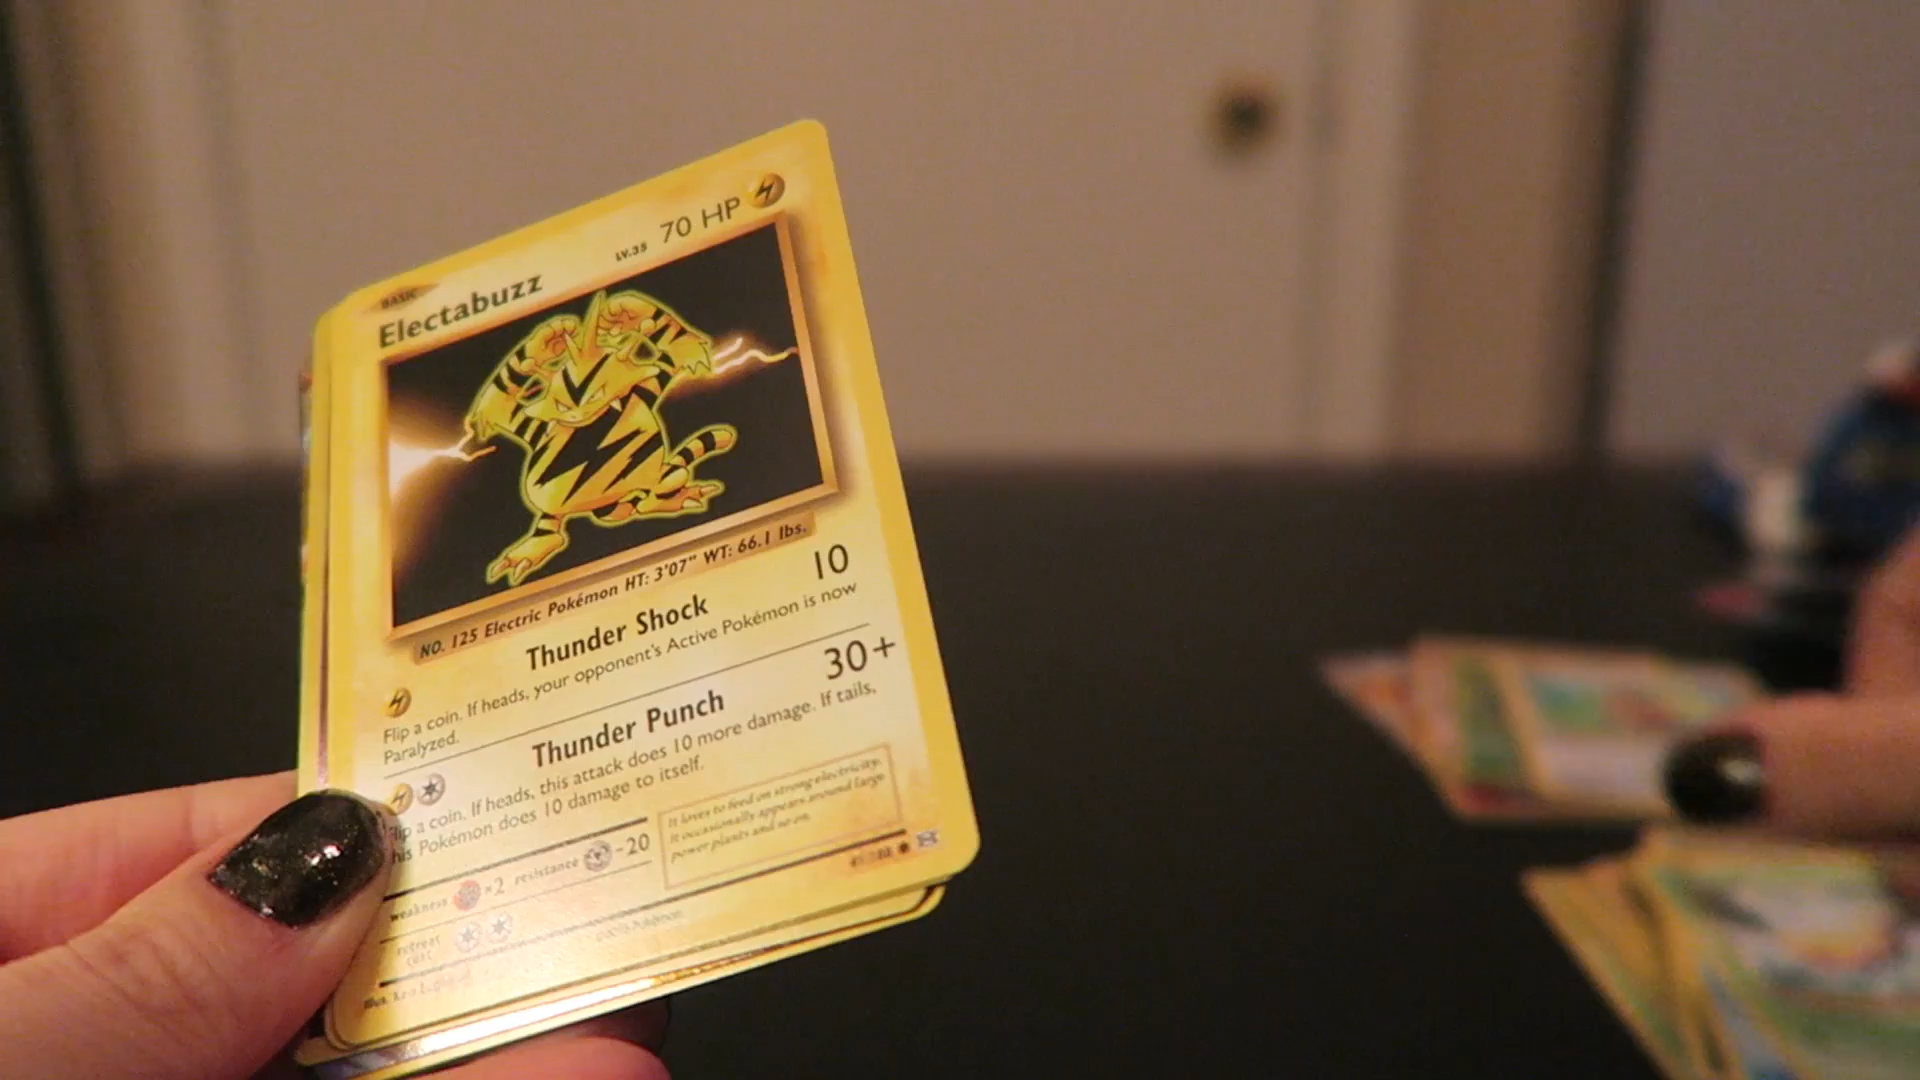 BASIC
Electabuzz LV.35 70 HP
NO. 125 Electric Pokémon HT: 3'07" WT: 66.1 lbs.
Thunder Shock 10
Flip a coin. If heads, your opponent's Active Pokémon is now
Paralyzed.
Thunder Punch 30+
Flip a coin. If heads, this attack does 10 more damage. If tails,
this Pokémon does 10 damage to itself.
weakness ×2 resistance -20
It loves to feed on strong electricity.
It occasionally appears around large
power plants and so on.
retreat
cost